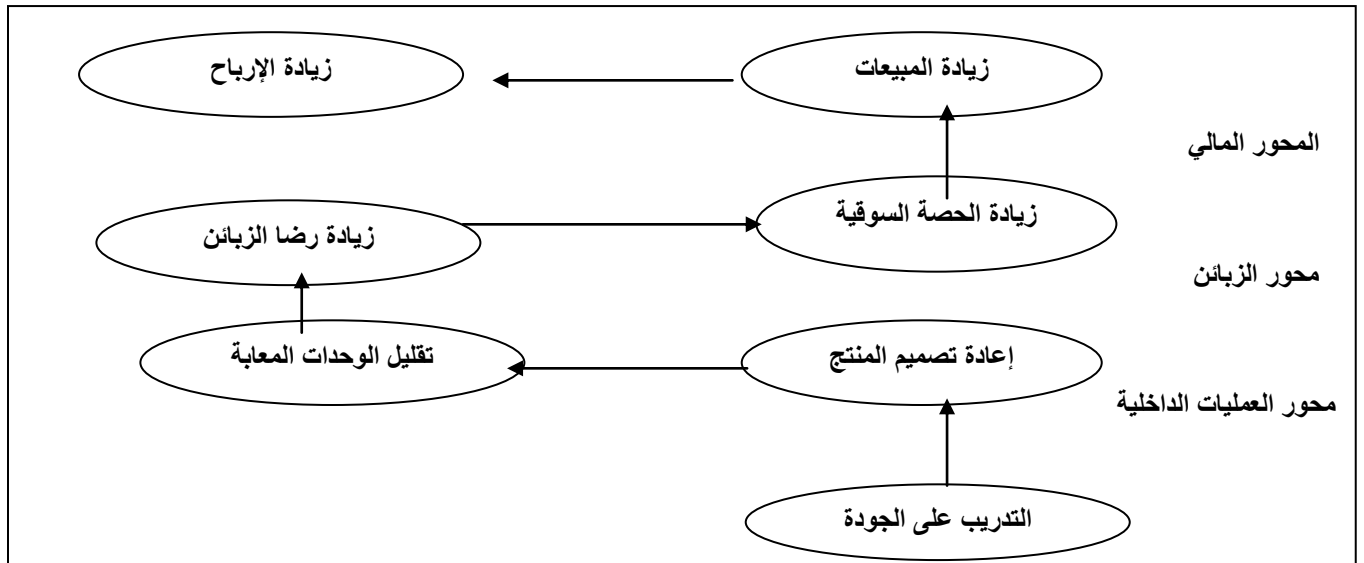 زيادة المبيعات
زيادة الإرباح
المحور المالي
زيادة الحصة السوقية
زيادة رضا الزبائن
محور الزبائن
إعادة تصميم المنتج
تقليل الوحدات المعابة
محور العمليات الداخلية
التدريب على الجودة